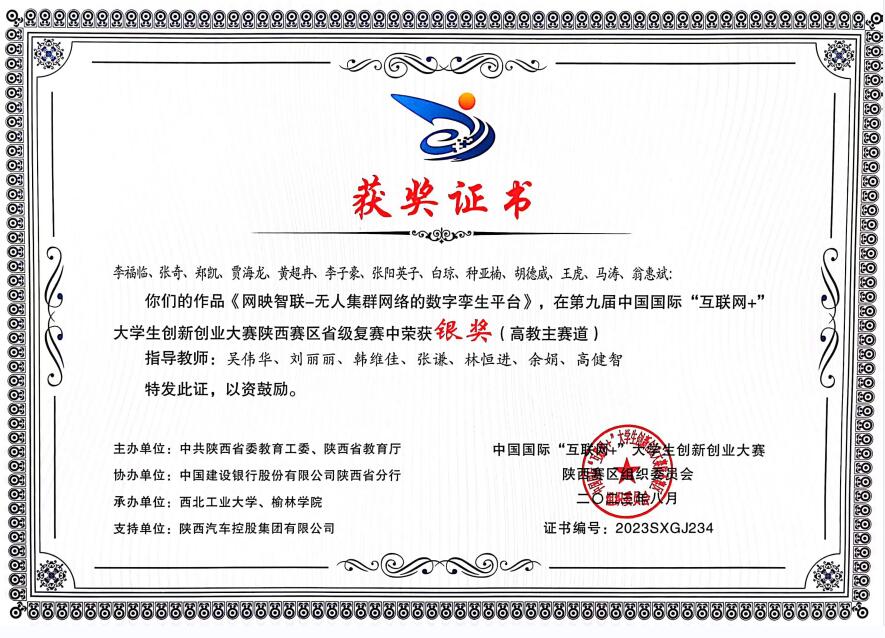 获奖证书
李福临、张奇、郑凯、贾海龙、黄超冉、李子豪、张阳英子、白琼、种亚楠、胡德威、王虎、马涛、翁惠斌:
你们的作品《网映智联-无人集群网络的数字孪生平台》,在第九届中国国际“互联网+”
大学生创新创业大赛陕西赛区省级复赛中荣获银奖(高教主赛道)
指导教师:吴伟华、刘丽丽、韩维佳、张谦、林恒进、余娟、高健智
特发此证,以资鼓励。
主办单位:中共陕西省委教育工委、陕西省教育厅
协办单位:中国建设银行股份有限公司陕西省分行
承办单位:西北工业大学、榆林学院
支持单位:陕西汽车控股集团有限公司
中国国际“互联网+”大学生创新创业大赛
陕西赛区组织委员会
二〇二三年八月
证书编号:2023SXGJ234
组织委员会